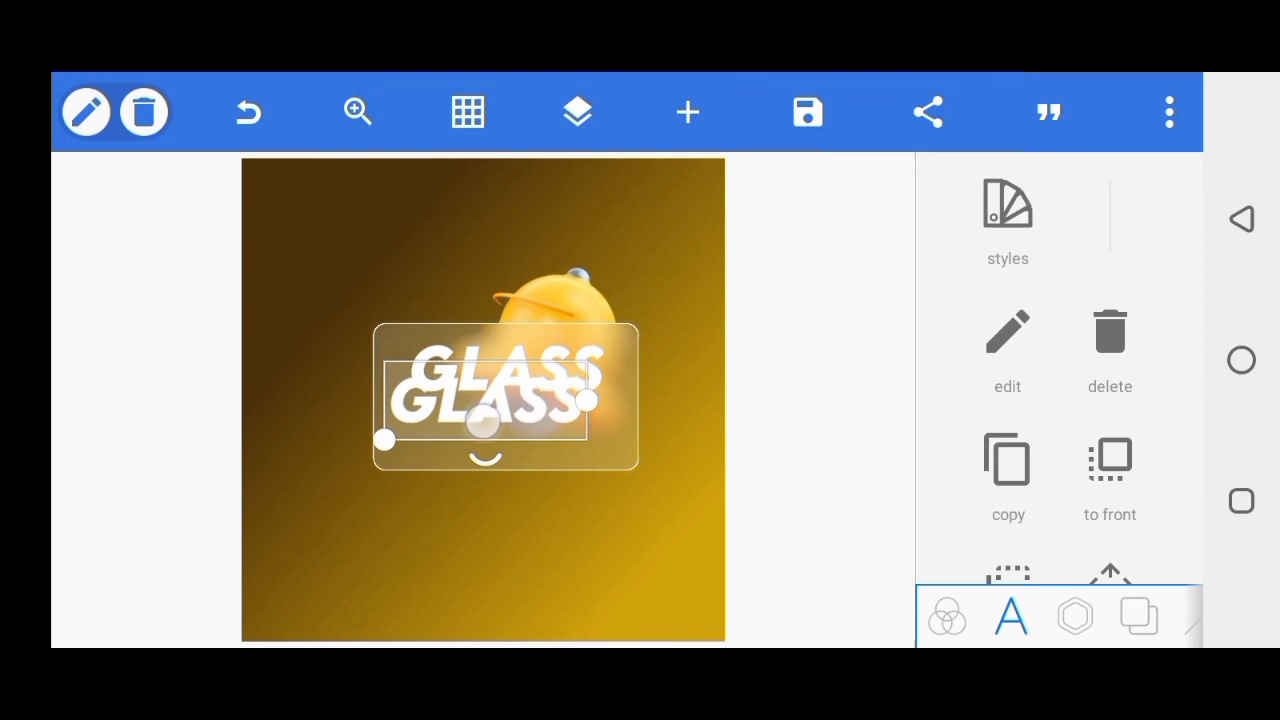 styles
GLASS
GLASS
edit
delete
copy
to front